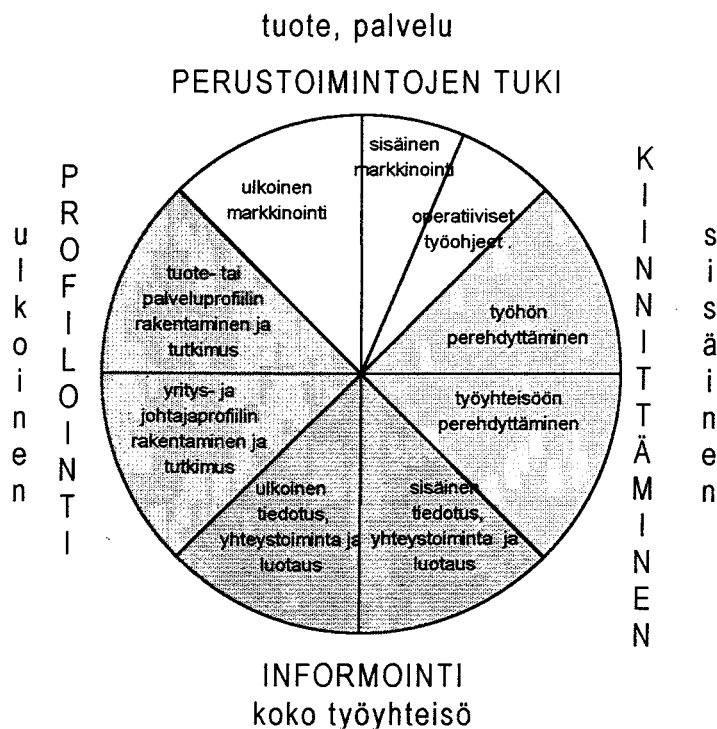 tuote, palvelu
PERUSTOIMINTOJEN TUKI
ulkoinen
PROFILOINTI
ulkoinen
markkinointi
sisäinen
markkinointi
operatiiviset
työohjeet .
tuote- tai
palveluprofiilin
rakentaminen ja
tutkimus
työhön
perehdyttäminen
yritys- ja
johtajaprofiilin
rakentaminen ja
tutkimus
työyhteisöön
perehdyttäminen
ulkoinen
tiedotus,
yhteystoiminta ja
luotaus
sisäinen
tiedotus,
yhteystoiminta ja
luotaus
KIINNITTÄMINEN
sisäinen
INFORMOINTI
koko työyhteisö